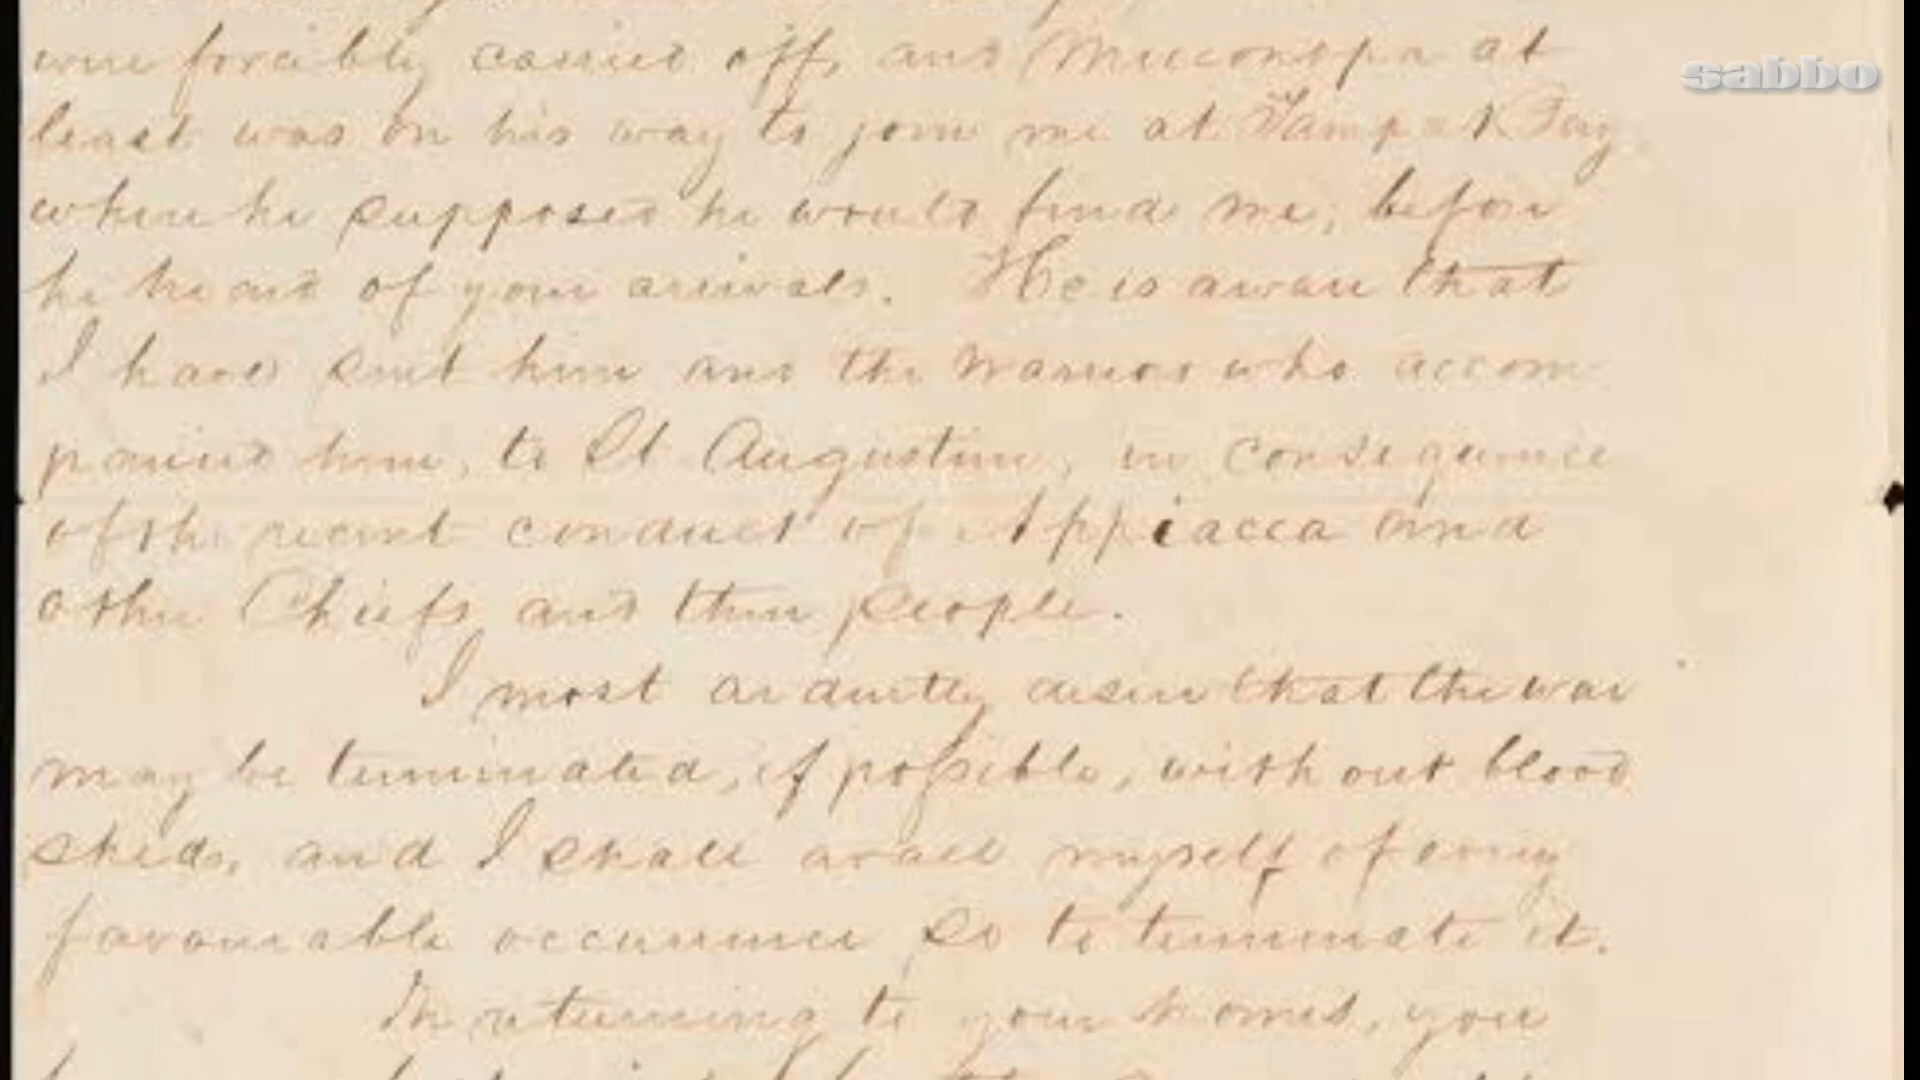 were forcibly carried off, and Micconopa at
sabbo
least was on his way to join me at Tampa Bay
where he supposed he would find me, before
he heard of your arrivals. He is aware that
I have sent him and the warriors who accom-
panied him, to St Augustine, in consequence
of the recent conduct of Appiacca and
other Chiefs and their people.
I most ardently desire that the war
may be terminated, if possible, without blood
shed, and I shall avail myself of every
favourable occurrence so to terminate it.
In returning to your homes, you